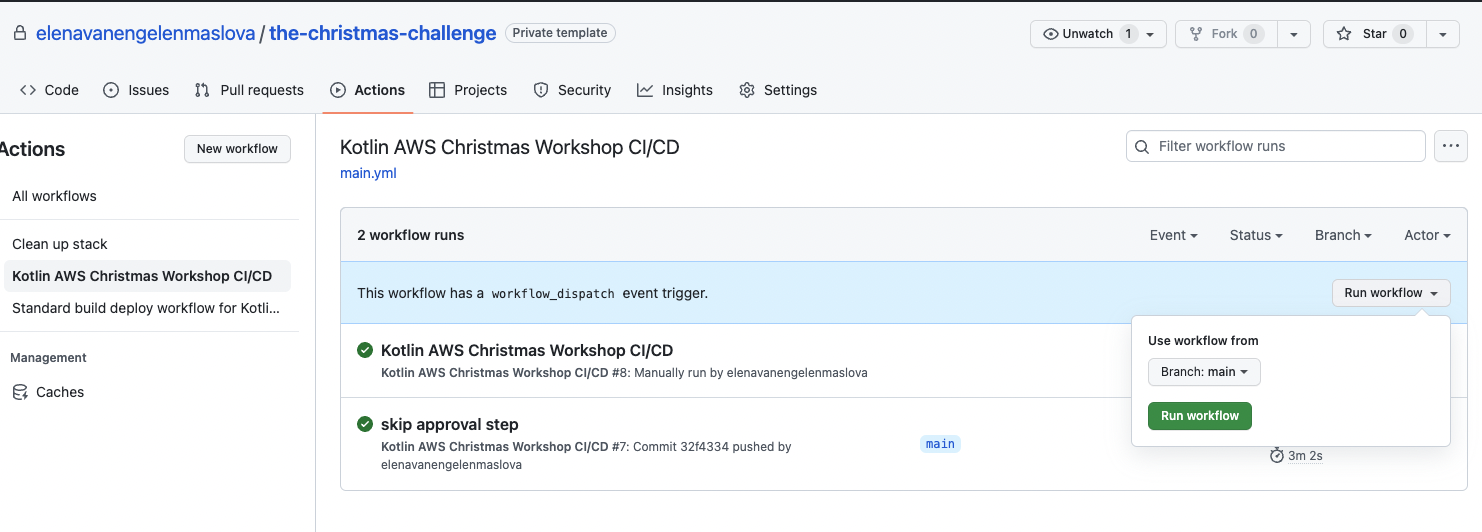 elenavanengelenmaslova / the-christmas-challenge Private template Unwatch 1 Fork 0 Star 0
Code Issues Pull requests Actions Projects Security Insights Settings
Actions New workflow
All workflows
Clean up stack
Kotlin AWS Christmas Workshop CI/CD
Standard build deploy workflow for Kotli...
Management
Caches
Kotlin AWS Christmas Workshop CI/CD
main.yml
Filter workflow runs
2 workflow runs Event Status Branch Actor
This workflow has a workflow_dispatch event trigger. Run workflow
Use workflow from
Branch: main
Run workflow
Kotlin AWS Christmas Workshop CI/CD
Kotlin AWS Christmas Workshop CI/CD #8: Manually run by elenavanengelenmaslova
skip approval step
Kotlin AWS Christmas Workshop CI/CD #7: Commit 32f4334 pushed by
elenavanengelenmaslova
main
3m 2s